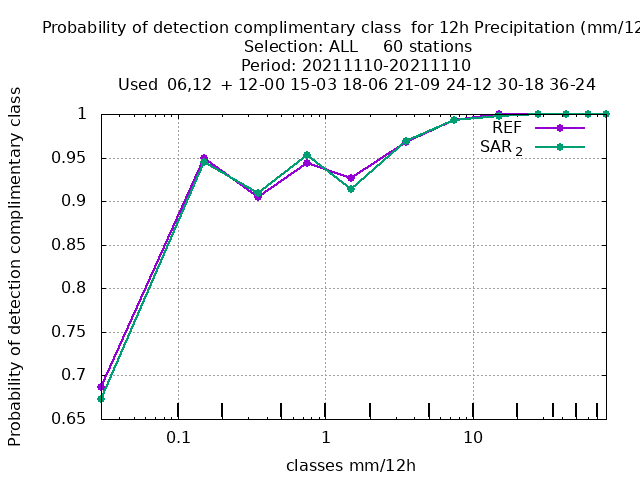 Probability of detection complimentary class  for 12h Precipitation (mm/12
Selection: ALL     60 stations
Period: 20211110-20211110
Used  06,12  + 12-00 15-03 18-06 21-09 24-12 30-18 36-24
Probability of detection complimentary class
1
0.95
0.9
0.85
0.8
0.75
0.7
0.65
REF
SAR 2
0.1
1
10
classes mm/12h